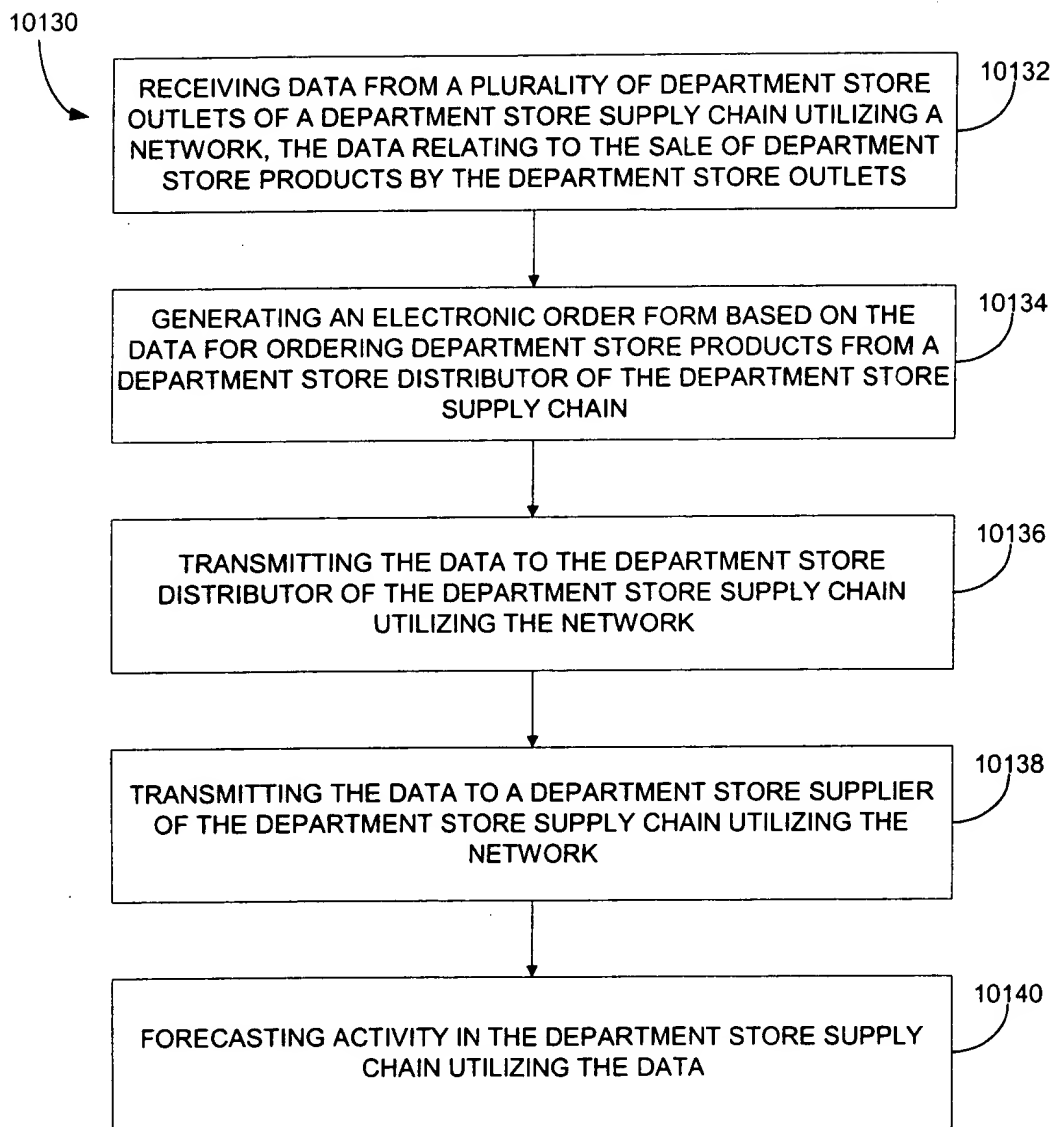 10130
RECEIVING DATA FROM A PLURALITY OF DEPARTMENT STORE
OUTLETS OF A DEPARTMENT STORE SUPPLY CHAIN UTILIZING A
NETWORK, THE DATA RELATING TO THE SALE OF DEPARTMENT
STORE PRODUCTS BY THE DEPARTMENT STORE OUTLETS
10132
GENERATING AN ELECTRONIC ORDER FORM BASED ON THE
DATA FOR ORDERING DEPARTMENT STORE PRODUCTS FROM A
DEPARTMENT STORE DISTRIBUTOR OF THE DEPARTMENT STORE
SUPPLY CHAIN
10134
TRANSMITTING THE DATA TO THE DEPARTMENT STORE
DISTRIBUTOR OF THE DEPARTMENT STORE SUPPLY CHAIN
UTILIZING THE NETWORK
10136
TRANSMITTING THE DATA TO A DEPARTMENT STORE SUPPLIER
OF THE DEPARTMENT STORE SUPPLY CHAIN UTILIZING THE
NETWORK
10138
FORECASTING ACTIVITY IN THE DEPARTMENT STORE SUPPLY
CHAIN UTILIZING THE DATA
10140